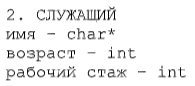 2. СЛУЖАЩИЙ
имя – char*
возраст – int
рабочий стаж – int